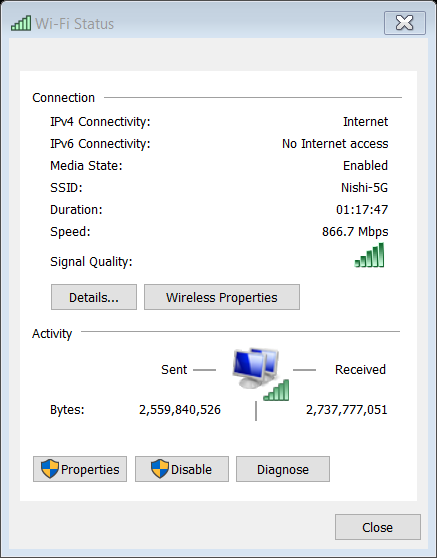 Wi-Fi Status
Connection
IPv4 Connectivity: Internet
IPv6 Connectivity: No Internet access
Media State: Enabled
SSID: Nishi-5G
Duration: 01:17:47
Speed: 866.7 Mbps
Signal Quality:
Details... Wireless Properties
Activity
Sent Received
Bytes: 2,559,840,526 2,737,777,051
Properties Disable Diagnose
Close